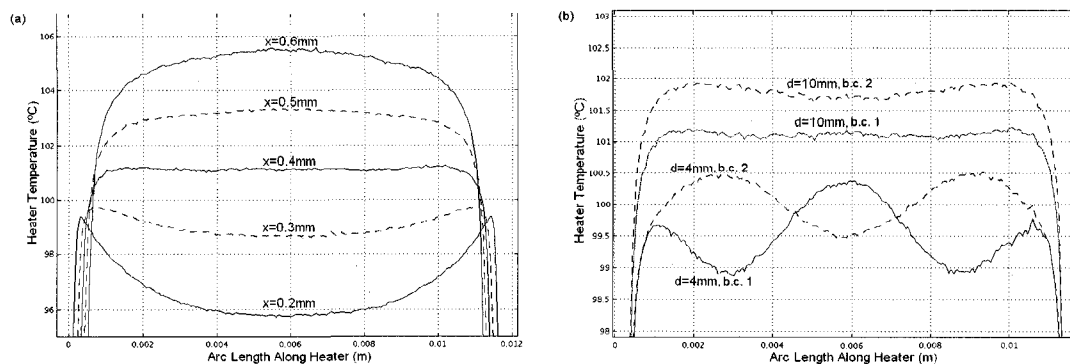 (a)
106
104
102
100
98
96
Heater Temperature (ºC)
x=0.6mm
x=0.5mm
x=0.4mm
x=0.3mm
x=0.2mm
0
0.002
0.004
0.006
0.008
0.01
0.012
Arc Length Along Heater (m)
(b)
103
102.5
102
101.5
101
100.5
100
99.5
99
98.5
98
Heater Temperature (ºC)
d=10mm, b.c. 2
d=10mm, b.c. 1
d=4mm, b.c. 2
d=4mm, b.c. 1
0
0.002
0.004
0.006
0.008
0.01
Arc Length Along Heater (m)